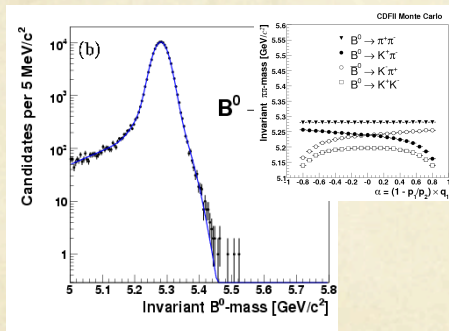 (b)
Candidates per 5 MeV/c²
10⁴
10³
10²
10
1
5 5.1 5.2 5.3 5.4 5.5 5.6 5.7 5.8
Invariant B⁰-mass [GeV/c²]
B⁰ –
CDFII Monte Carlo
Invariant ππ-mass [GeV/c²]
5.6
5.55
5.5
5.45
5.4
5.35
5.3
5.25
5.2
5.15
5.1
B⁰ → π⁺π⁻
B⁰ → K⁺π⁻
B̄⁰ → K⁻π⁺
B⁰ → K⁺K⁻
-1 -0.8 -0.6 -0.4 -0.2 -0 0.2 0.4 0.6 0.8 1
α = (1 - p₁/p₂) × q₁